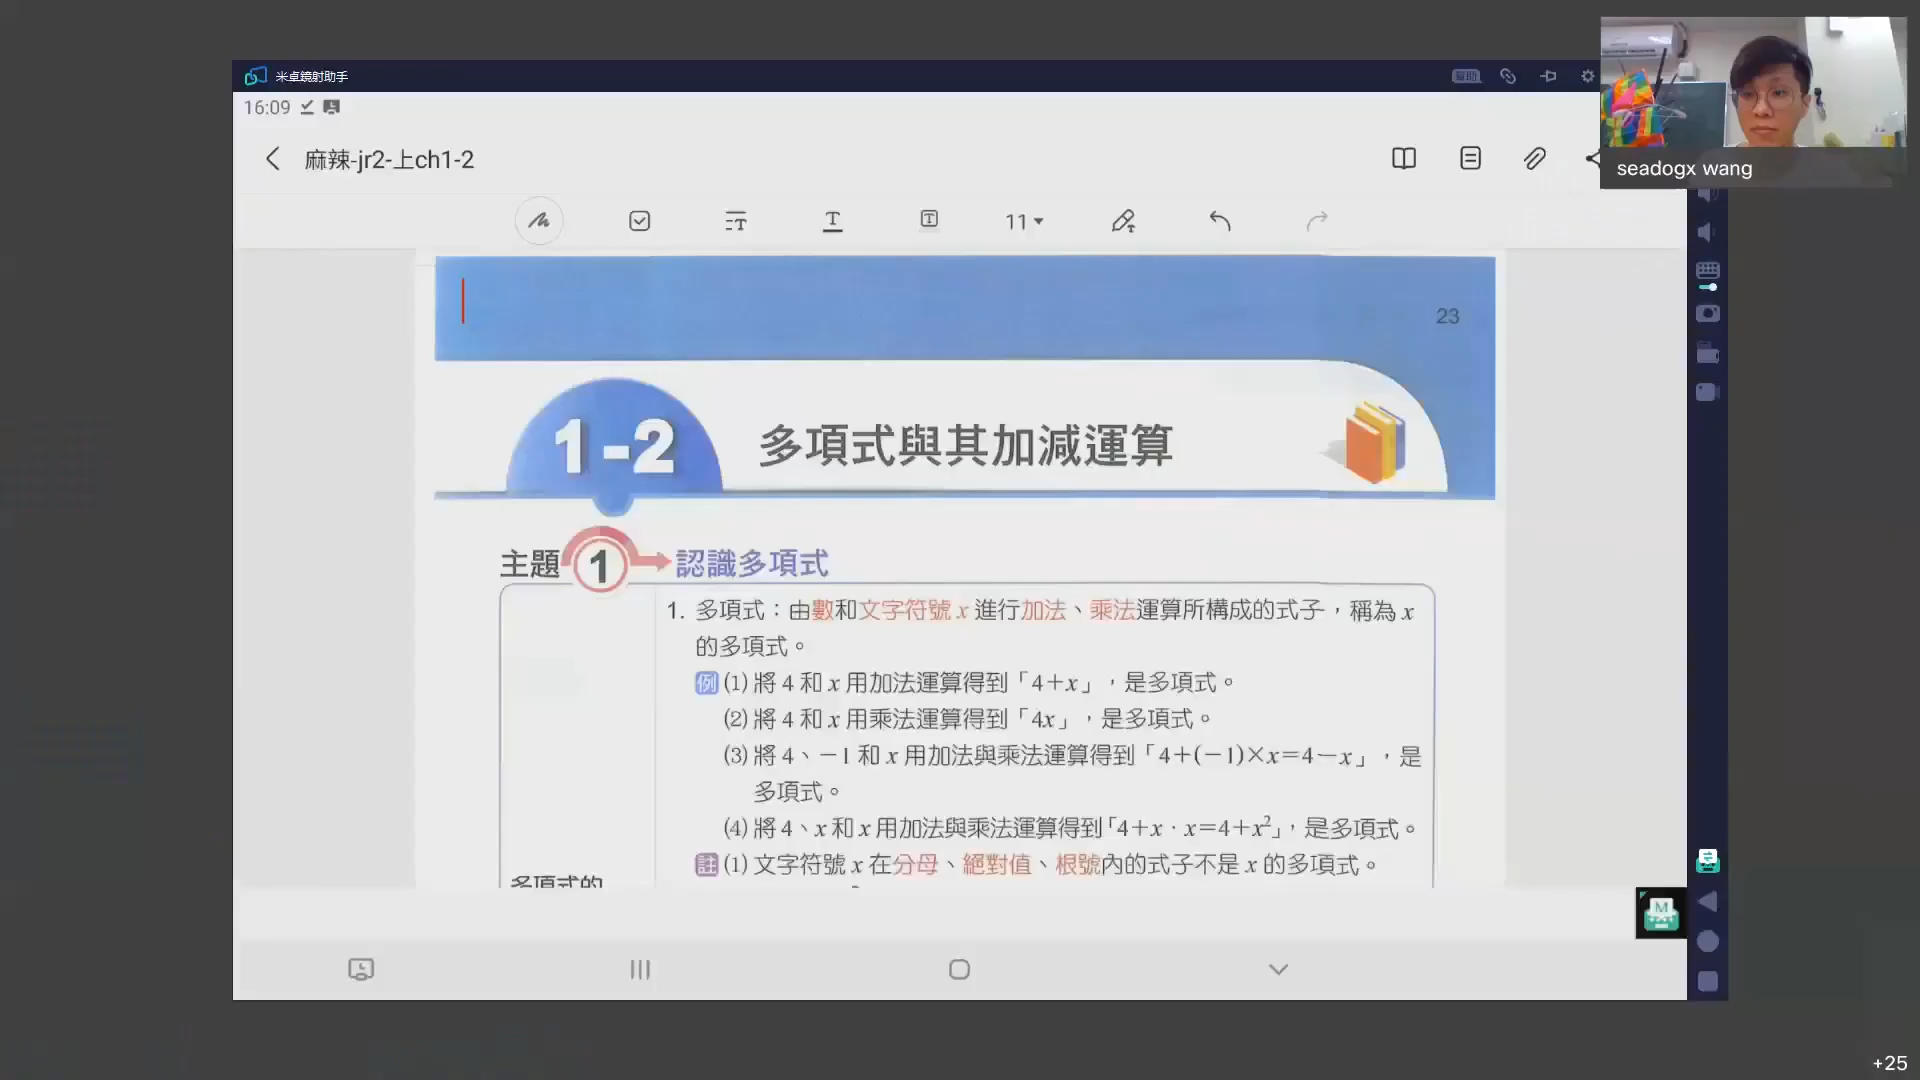 米卓鏡射助手
幫助
16:09
麻辣-jr2-上ch1-2
seadogx wang
11
23
1-2 多項式與其加減運算
主題 1 認識多項式
1. 多項式：由數和文字符號 x 進行加法、乘法運算所構成的式子，稱為 x
的多項式。
例 (1) 將 4 和 x 用加法運算得到「4＋x」，是多項式。
(2) 將 4 和 x 用乘法運算得到「4x」，是多項式。
(3) 將 4、－1 和 x 用加法與乘法運算得到「4＋(－1)×x＝4－x」，是
多項式。
(4) 將 4、x 和 x 用加法與乘法運算得到「4＋x．x＝4＋x²」，是多項式。
註 (1) 文字符號 x 在分母、絕對值、根號內的式子不是 x 的多項式。
多項式的
M
+25